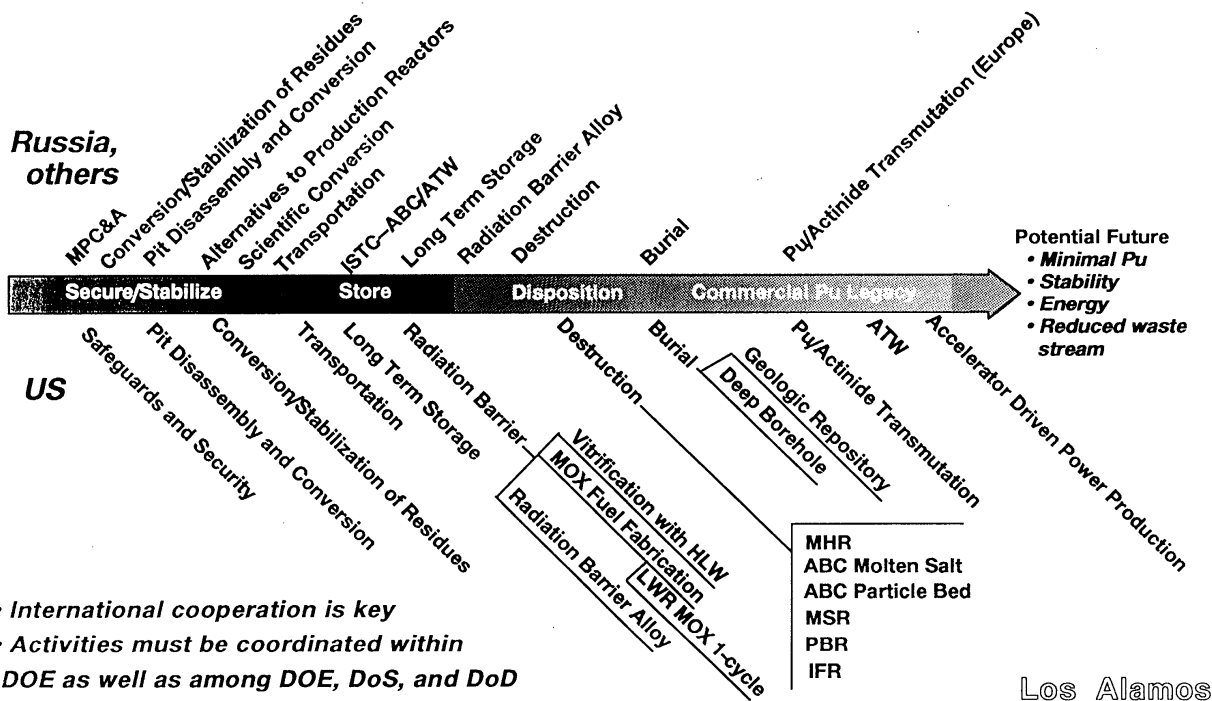 Russia,
others
MPC&A
Conversion/Stabilization of Residues
Pit Disassembly and Conversion
Alternatives to Production Reactors
Scientific Conversion
Transportation
ISTC—ABC/ATW
Long Term Storage
Radiation Barrier Alloy
Destruction
Burial
Pu/Actinide Transmutation (Europe)
Secure/Stabilize
Store
Disposition
Commercial Pu Legacy
Potential Future
• Minimal Pu
• Stability
• Energy
• Reduced waste
stream
US
Safeguards and Security
Pit Disassembly and Conversion
Conversion/Stabilization of Residues
Transportation
Long Term Storage
Radiation Barrier
Vitrification with HLW
MOX Fuel Fabrication
LWR MOX 1-cycle
Radiation Barrier Alloy
Destruction
MHR
ABC Molten Salt
ABC Particle Bed
MSR
PBR
IFR
Burial
Geologic Repository
Deep Borehole
Pu/Actinide Transmutation
ATW
Accelerator Driven Power Production
• International cooperation is key
• Activities must be coordinated within
DOE as well as among DOE, DoS, and DoD
Los Alamos